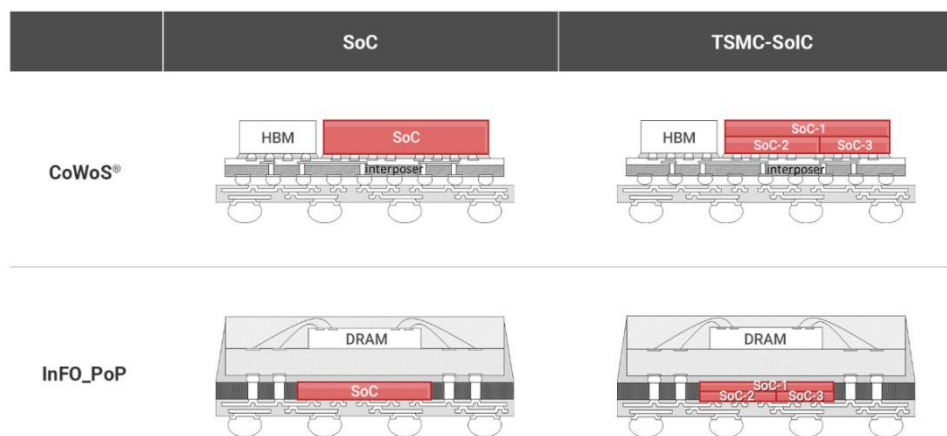 SoC
TSMC-SoIC
CoWoS®
HBM
SoC
interposer
HBM
SoC-1
SoC-2
SoC-3
interposer
InFO_PoP
DRAM
SoC
DRAM
SoC-1
SoC-2
SoC-3